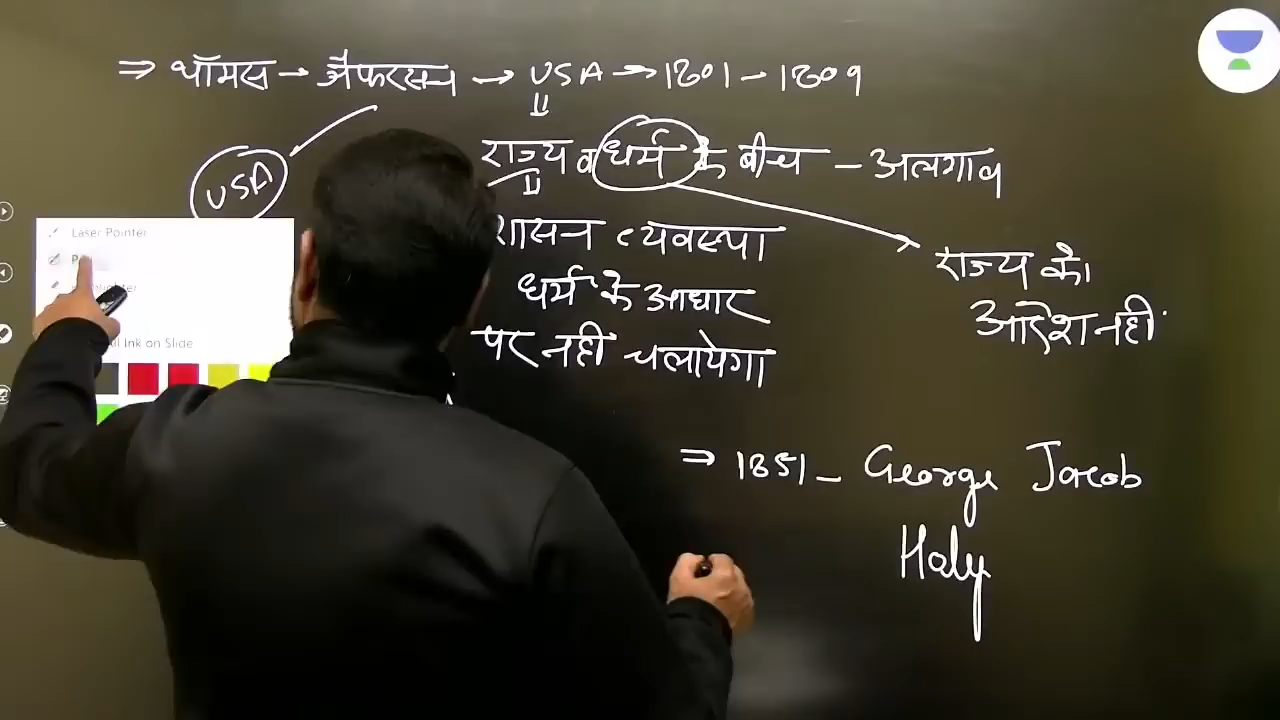 ⇒ थॉमस → जैफरसन → USA → 1801 - 1809
USA
राज्य व धर्म के बीच - अलगाव
शासन व्यवस्था
धर्म के आधार
पर नहीं चलायेगा
राज्य को
आदेश नहीं
⇒ 1851 - George Jacob
Holy
Laser Pointer
Ink on Slide